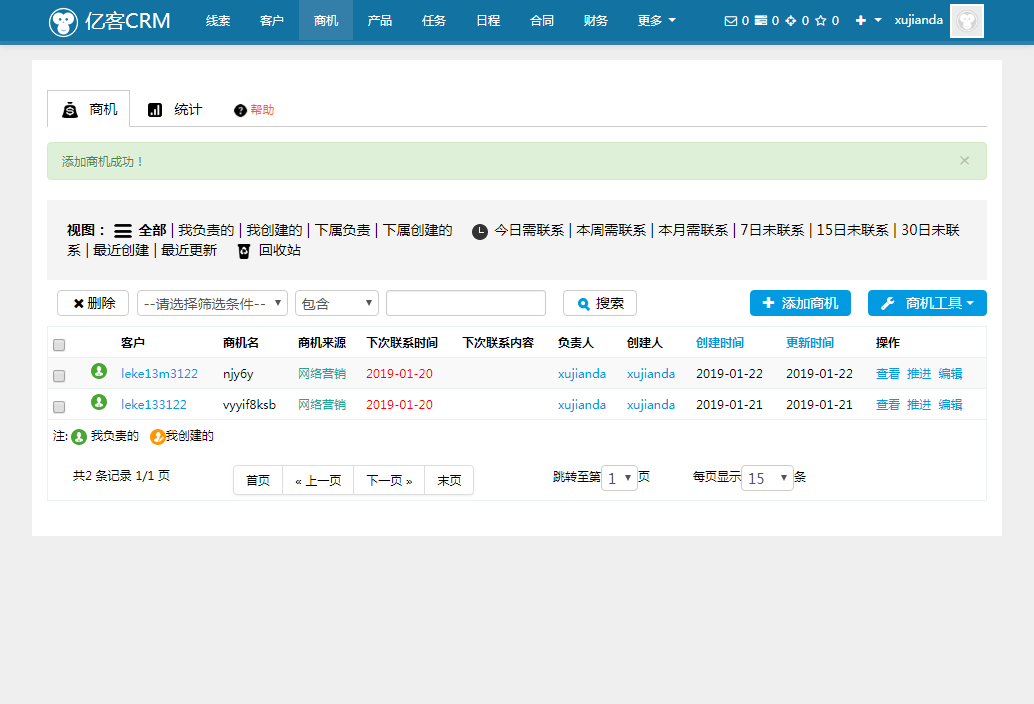 亿客CRM 线索 客户 商机 产品 任务 日程 合同 财务 更多 0 0 0 0 xujianda
商机 统计 帮助
添加商机成功！ ×
视图： 全部 | 我负责的 | 我创建的 | 下属负责 | 下属创建的 今日需联系 | 本周需联系 | 本月需联系 | 7日未联系 | 15日未联系 | 30日未联
系 | 最近创建 | 最近更新 回收站
删除 --请选择筛选条件-- 包含 搜索 添加商机 商机工具
客户 商机名 商机来源 下次联系时间 下次联系内容 负责人 创建人 创建时间 更新时间 操作
leke13m3122 njy6y 网络营销 2019-01-20 xujianda xujianda 2019-01-22 2019-01-22 查看 推进 编辑
leke133122 vyyif8ksb 网络营销 2019-01-20 xujianda xujianda 2019-01-21 2019-01-21 查看 推进 编辑
注: 我负责的 我创建的
共2 条记录 1/1 页 首页 « 上一页 下一页 » 末页 跳转至第 1 页 每页显示 15 条